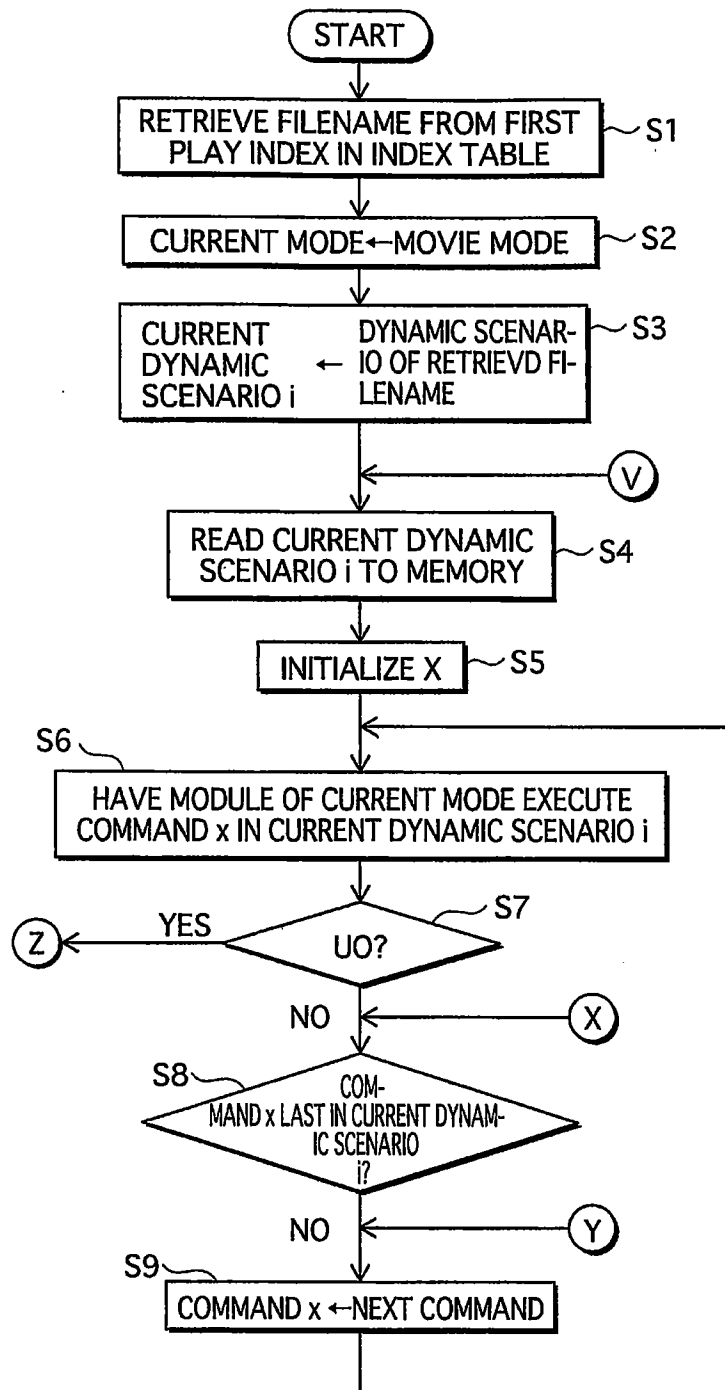 START
RETRIEVE FILENAME FROM FIRST
PLAY INDEX IN INDEX TABLE
S1
CURRENT MODE←MOVIE MODE
S2
CURRENT
DYNAMIC
SCENARIO i
←
DYNAMIC SCENAR-
IO OF RETRIEVD FI-
LENAME
S3
V
READ CURRENT DYNAMIC
SCENARIO i TO MEMORY
S4
INITIALIZE X
S5
S6
HAVE MODULE OF CURRENT MODE EXECUTE
COMMAND x IN CURRENT DYNAMIC SCENARIO i
S7
YES
Z
UO?
NO
X
S8
COM-
MAND x LAST IN CURRENT DYNAM-
IC SCENARIO
i?
NO
Y
S9
COMMAND x ←NEXT COMMAND